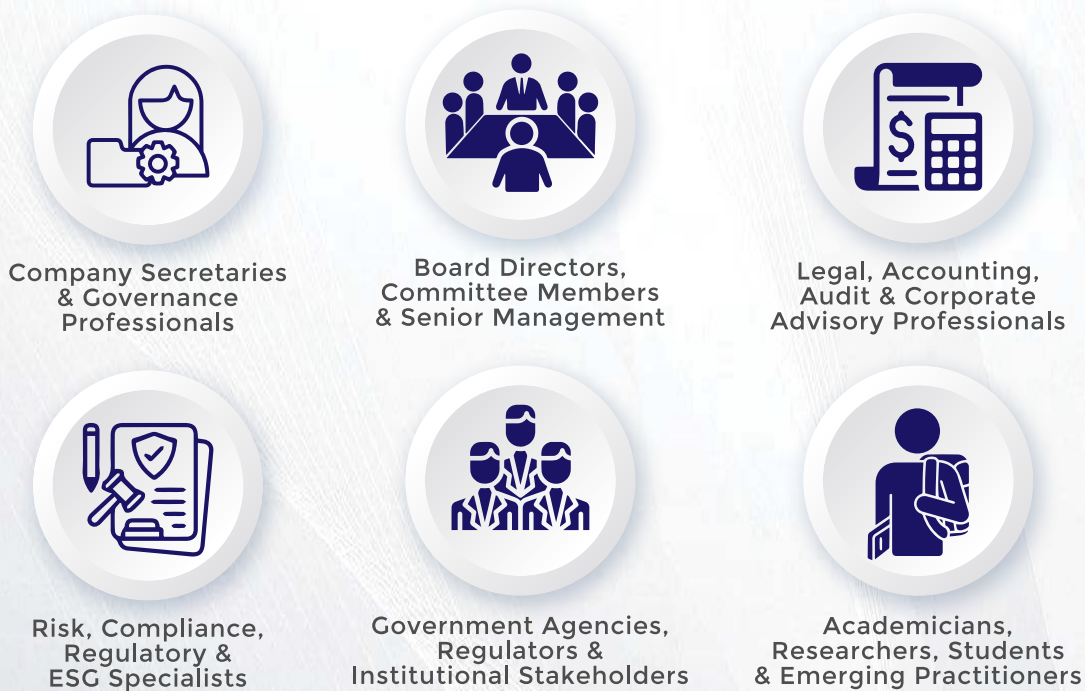 Company Secretaries
& Governance
Professionals
Board Directors,
Committee Members
& Senior Management
$
Legal, Accounting,
Audit & Corporate
Advisory Professionals
Risk, Compliance,
Regulatory &
ESG Specialists
Government Agencies,
Regulators &
Institutional Stakeholders
Academicians,
Researchers, Students
& Emerging Practitioners